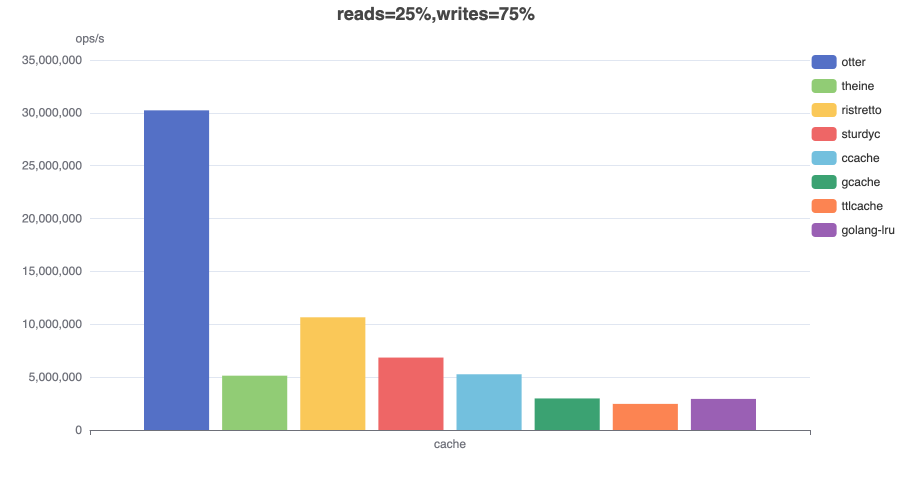 reads=25%,writes=75%
ops/s
35,000,000
30,000,000
25,000,000
20,000,000
15,000,000
10,000,000
5,000,000
0
cache
otter
theine
ristretto
sturdyc
ccache
gcache
ttlcache
golang-lru